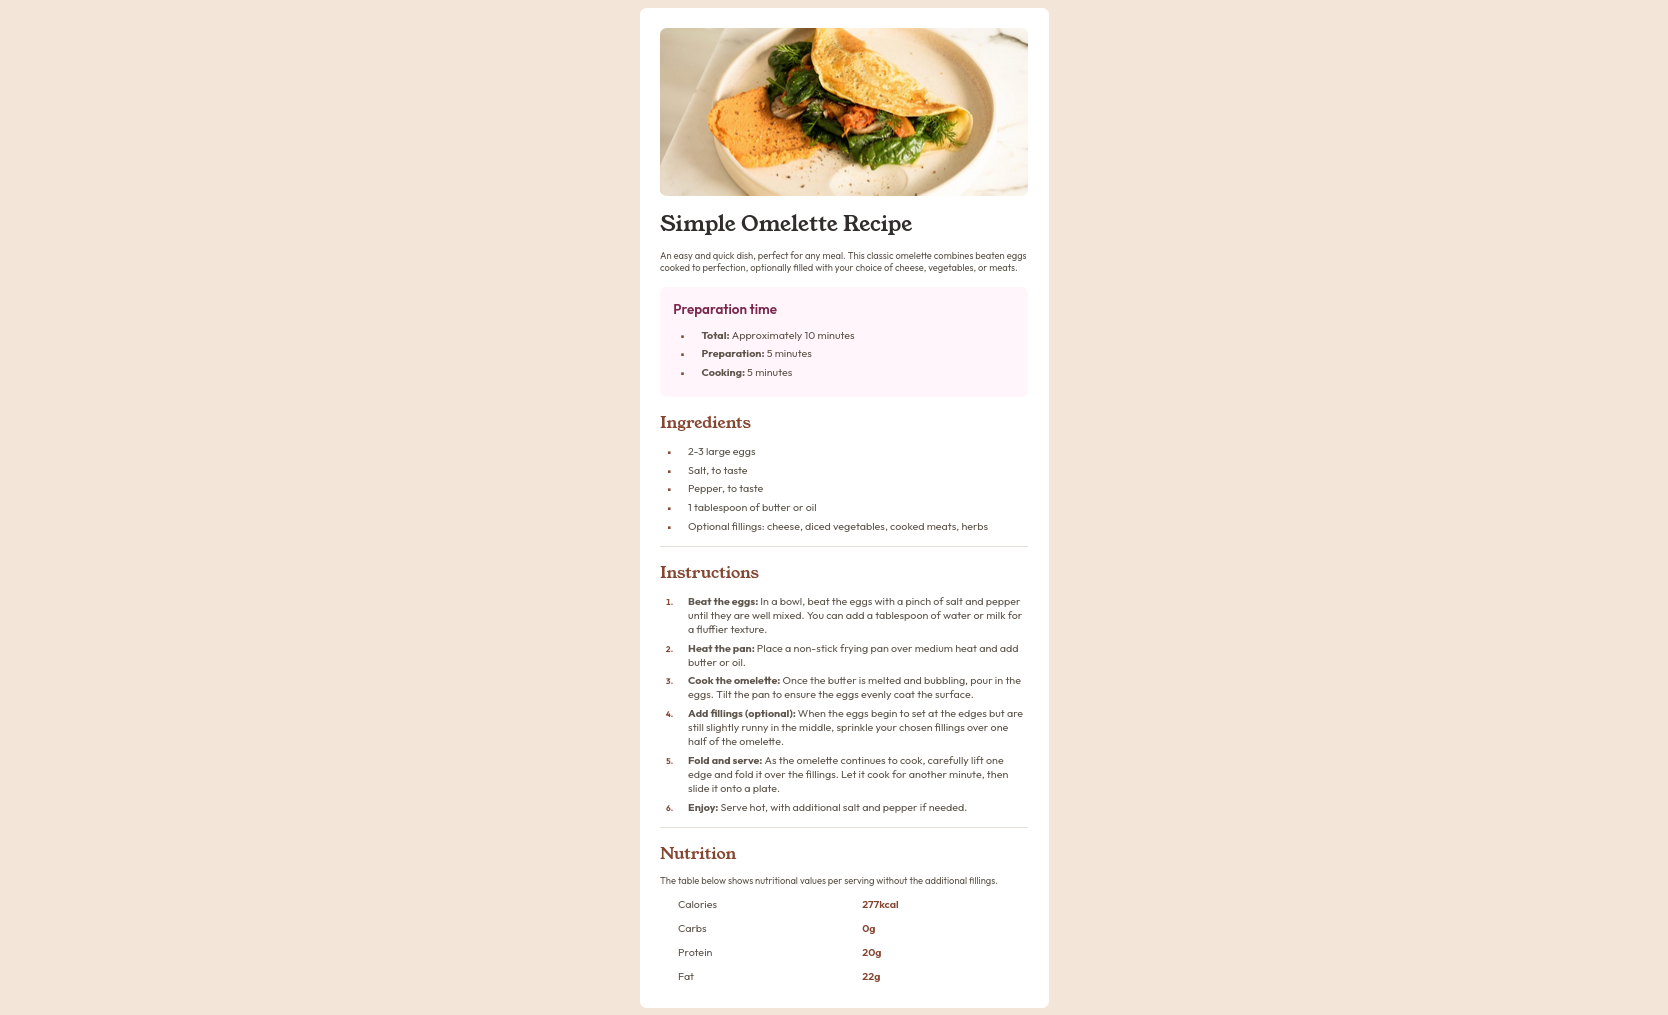 Simple Omelette Recipe
An easy and quick dish, perfect for any meal. This classic omelette combines beaten eggs
cooked to perfection, optionally filled with your choice of cheese, vegetables, or meats.
Preparation time
▪ Total: Approximately 10 minutes
▪ Preparation: 5 minutes
▪ Cooking: 5 minutes
Ingredients
▪ 2-3 large eggs
▪ Salt, to taste
▪ Pepper, to taste
▪ 1 tablespoon of butter or oil
▪ Optional fillings: cheese, diced vegetables, cooked meats, herbs
Instructions
1. Beat the eggs: In a bowl, beat the eggs with a pinch of salt and pepper
until they are well mixed. You can add a tablespoon of water or milk for
a fluffier texture.
2. Heat the pan: Place a non-stick frying pan over medium heat and add
butter or oil.
3. Cook the omelette: Once the butter is melted and bubbling, pour in the
eggs. Tilt the pan to ensure the eggs evenly coat the surface.
4. Add fillings (optional): When the eggs begin to set at the edges but are
still slightly runny in the middle, sprinkle your chosen fillings over one
half of the omelette.
5. Fold and serve: As the omelette continues to cook, carefully lift one
edge and fold it over the fillings. Let it cook for another minute, then
slide it onto a plate.
6. Enjoy: Serve hot, with additional salt and pepper if needed.
Nutrition
The table below shows nutritional values per serving without the additional fillings.
Calories 277kcal
Carbs 0g
Protein 20g
Fat 22g